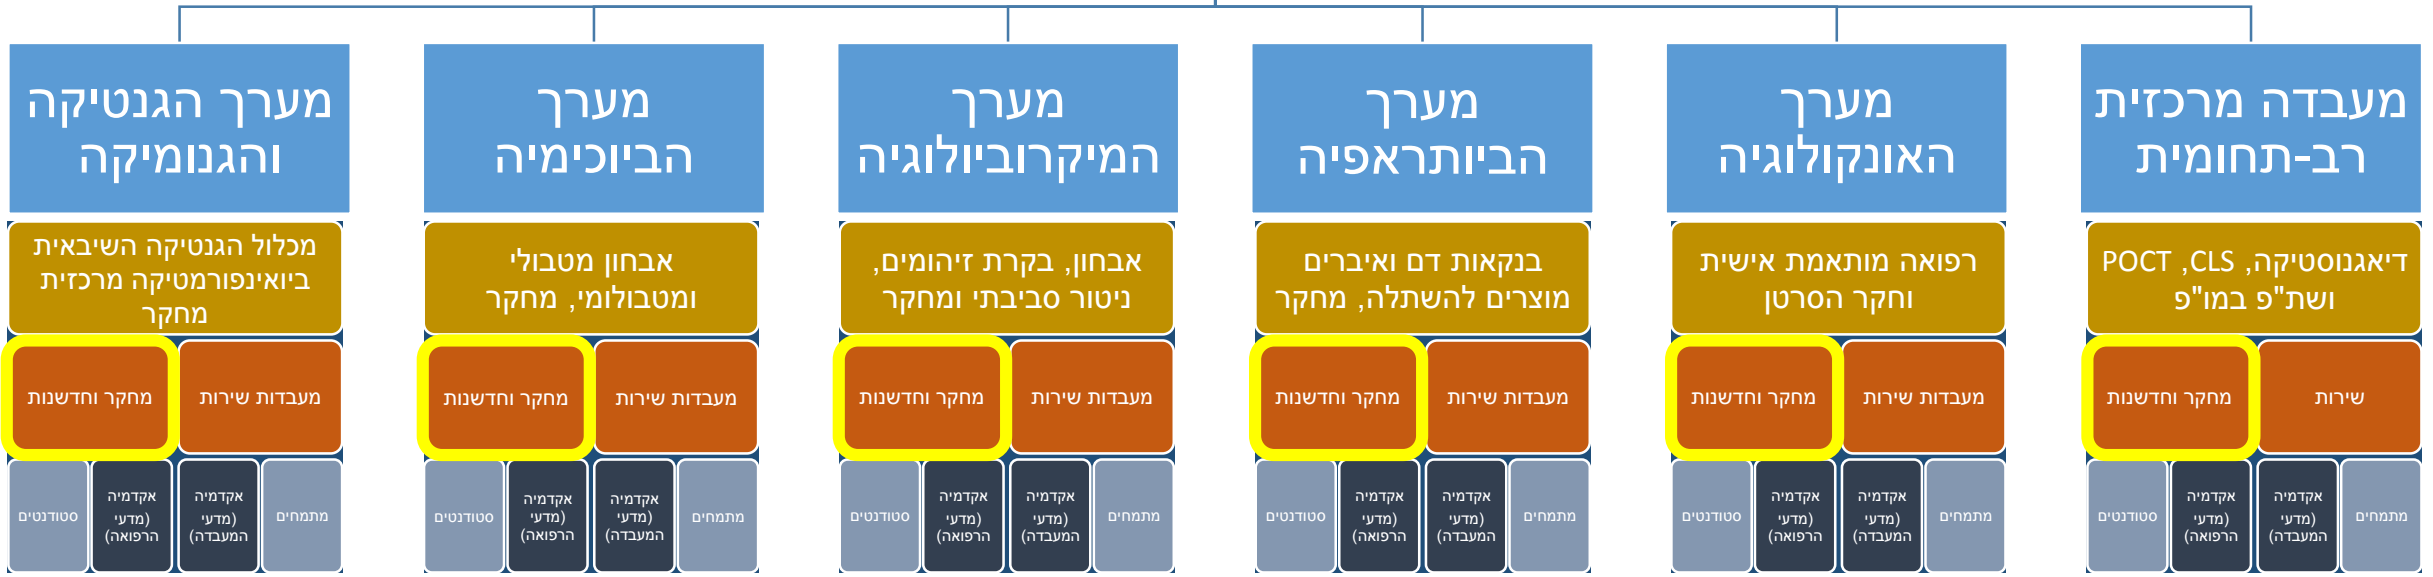 מעבדה מרכזית
רב-תחומית
דיאגנוסטיקה, POCT ,CLS
ושת"פ במו"פ
שירות
מחקר וחדשנות
מתמחים
אקדמיה
(מדעי
המעבדה)
אקדמיה
(מדעי
הרפואה)
סטודנטים
מערך
האונקולוגיה
רפואה מותאמת אישית
וחקר הסרטן
מעבדות שירות
מחקר וחדשנות
מתמחים
אקדמיה
(מדעי
המעבדה)
אקדמיה
(מדעי
הרפואה)
סטודנטים
מערך
הביותראפיה
בנקאות דם ואיברים
מוצרים להשתלה, מחקר
מעבדות שירות
מחקר וחדשנות
מתמחים
אקדמיה
(מדעי
המעבדה)
אקדמיה
(מדעי
הרפואה)
סטודנטים
מערך
המיקרוביולוגיה
אבחון, בקרת זיהומים,
ניטור סביבתי ומחקר
מעבדות שירות
מחקר וחדשנות
מתמחים
אקדמיה
(מדעי
המעבדה)
אקדמיה
(מדעי
הרפואה)
סטודנטים
מערך
הביוכימיה
אבחון מטבולי
ומטבולומי, מחקר
מעבדות שירות
מחקר וחדשנות
מתמחים
אקדמיה
(מדעי
המעבדה)
אקדמיה
(מדעי
הרפואה)
סטודנטים
מערך הגנטיקה
והגנומיקה
מכלול הגנטיקה השיבאית
ביואינפורמטיקה מרכזית
מחקר
מעבדות שירות
מחקר וחדשנות
מתמחים
אקדמיה
(מדעי
המעבדה)
אקדמיה
(מדעי
הרפואה)
סטודנטים